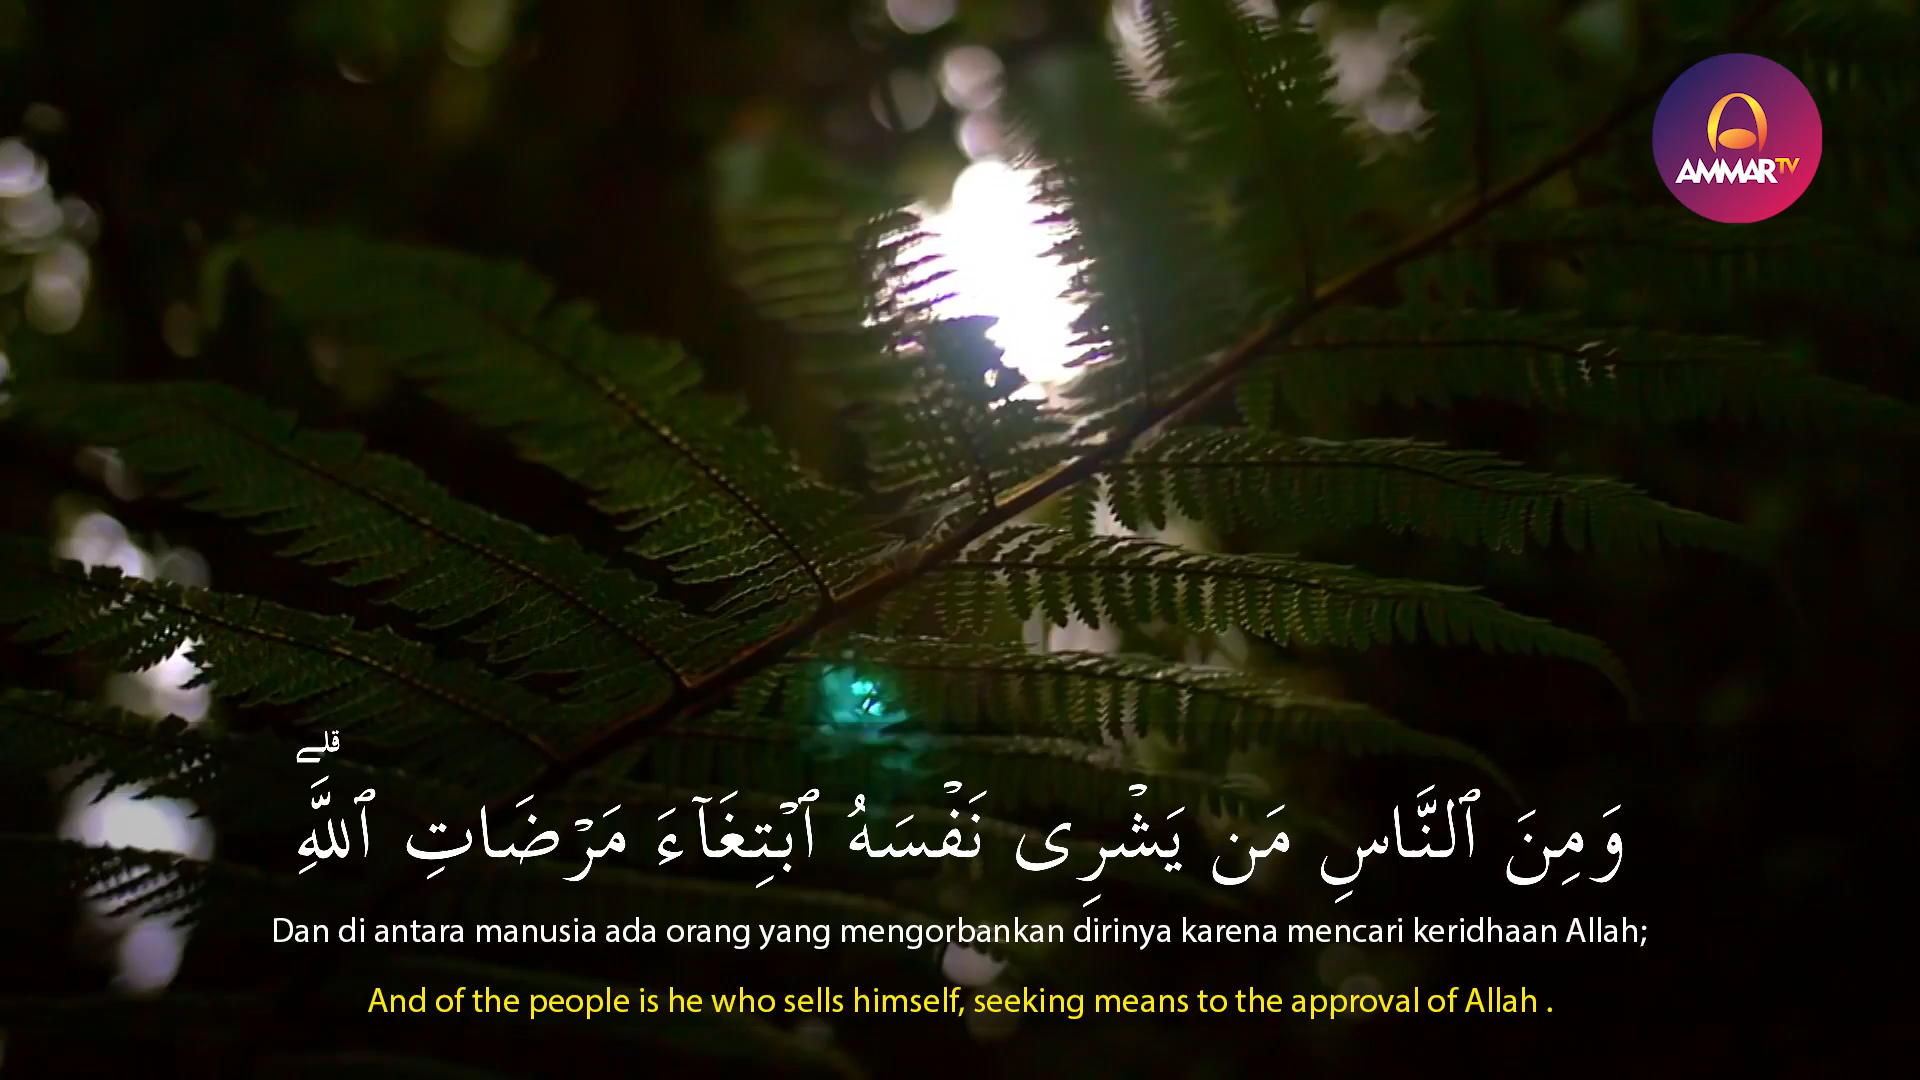 AMMARTV
وَمِنَ ٱلنَّاسِ مَن يَشْرِى نَفْسَهُ ٱبْتِغَآءَ مَرْضَاتِ ٱللَّهِ ۗ
Dan di antara manusia ada orang yang mengorbankan dirinya karena mencari keridhaan Allah;
And of the people is he who sells himself, seeking means to the approval of Allah .